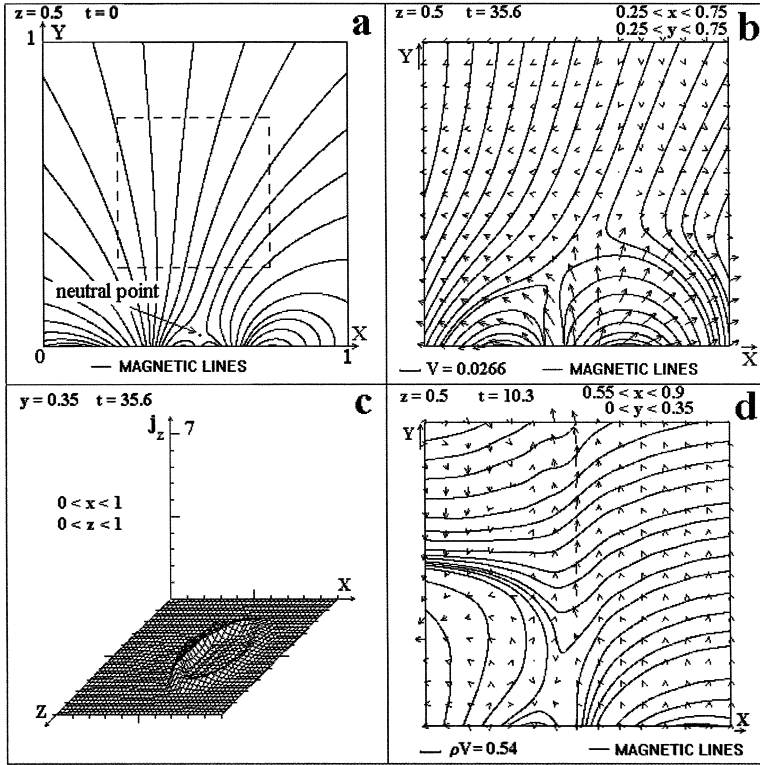 z = 0.5 t = 0
a
1
Y
neutral point
X
0
1
MAGNETIC LINES
z = 0.5 t = 35.6
0.25 < x < 0.75
0.25 < y < 0.75
b
Y
X
V = 0.0266 MAGNETIC LINES
y = 0.35 t = 35.6
c
jz 7
0 < x < 1
0 < z < 1
X
Z
z = 0.5 t = 10.3
0.55 < x < 0.9
0 < y < 0.35
d
Y
X
ρV = 0.54 MAGNETIC LINES